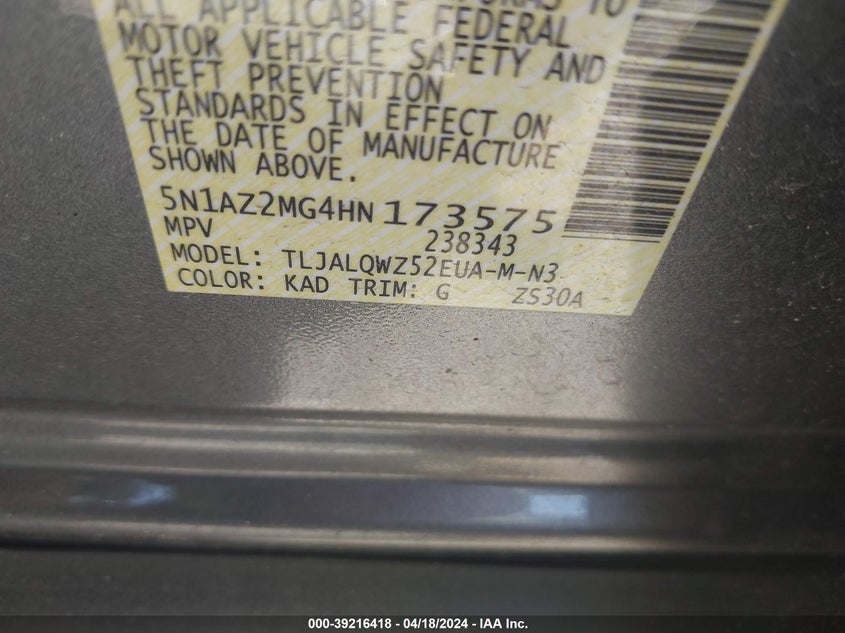 TO
ALL APPLICABLE FEDERAL
MOTOR VEHICLE SAFETY AND
THEFT PREVENTION
STANDARDS IN EFFECT ON
THE DATE OF MANUFACTURE
SHOWN ABOVE.
5N1AZ2MG4HN173575
MPV 238343
MODEL: TLJALQWZ52EUA-M-N3
COLOR: KAD TRIM: G ZS30A
000-39216418 - 04/18/2024 - IAA Inc.